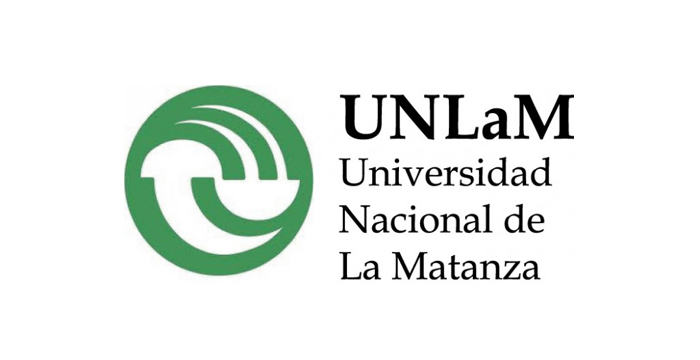 UNLaM
Universidad
Nacional de
La Matanza